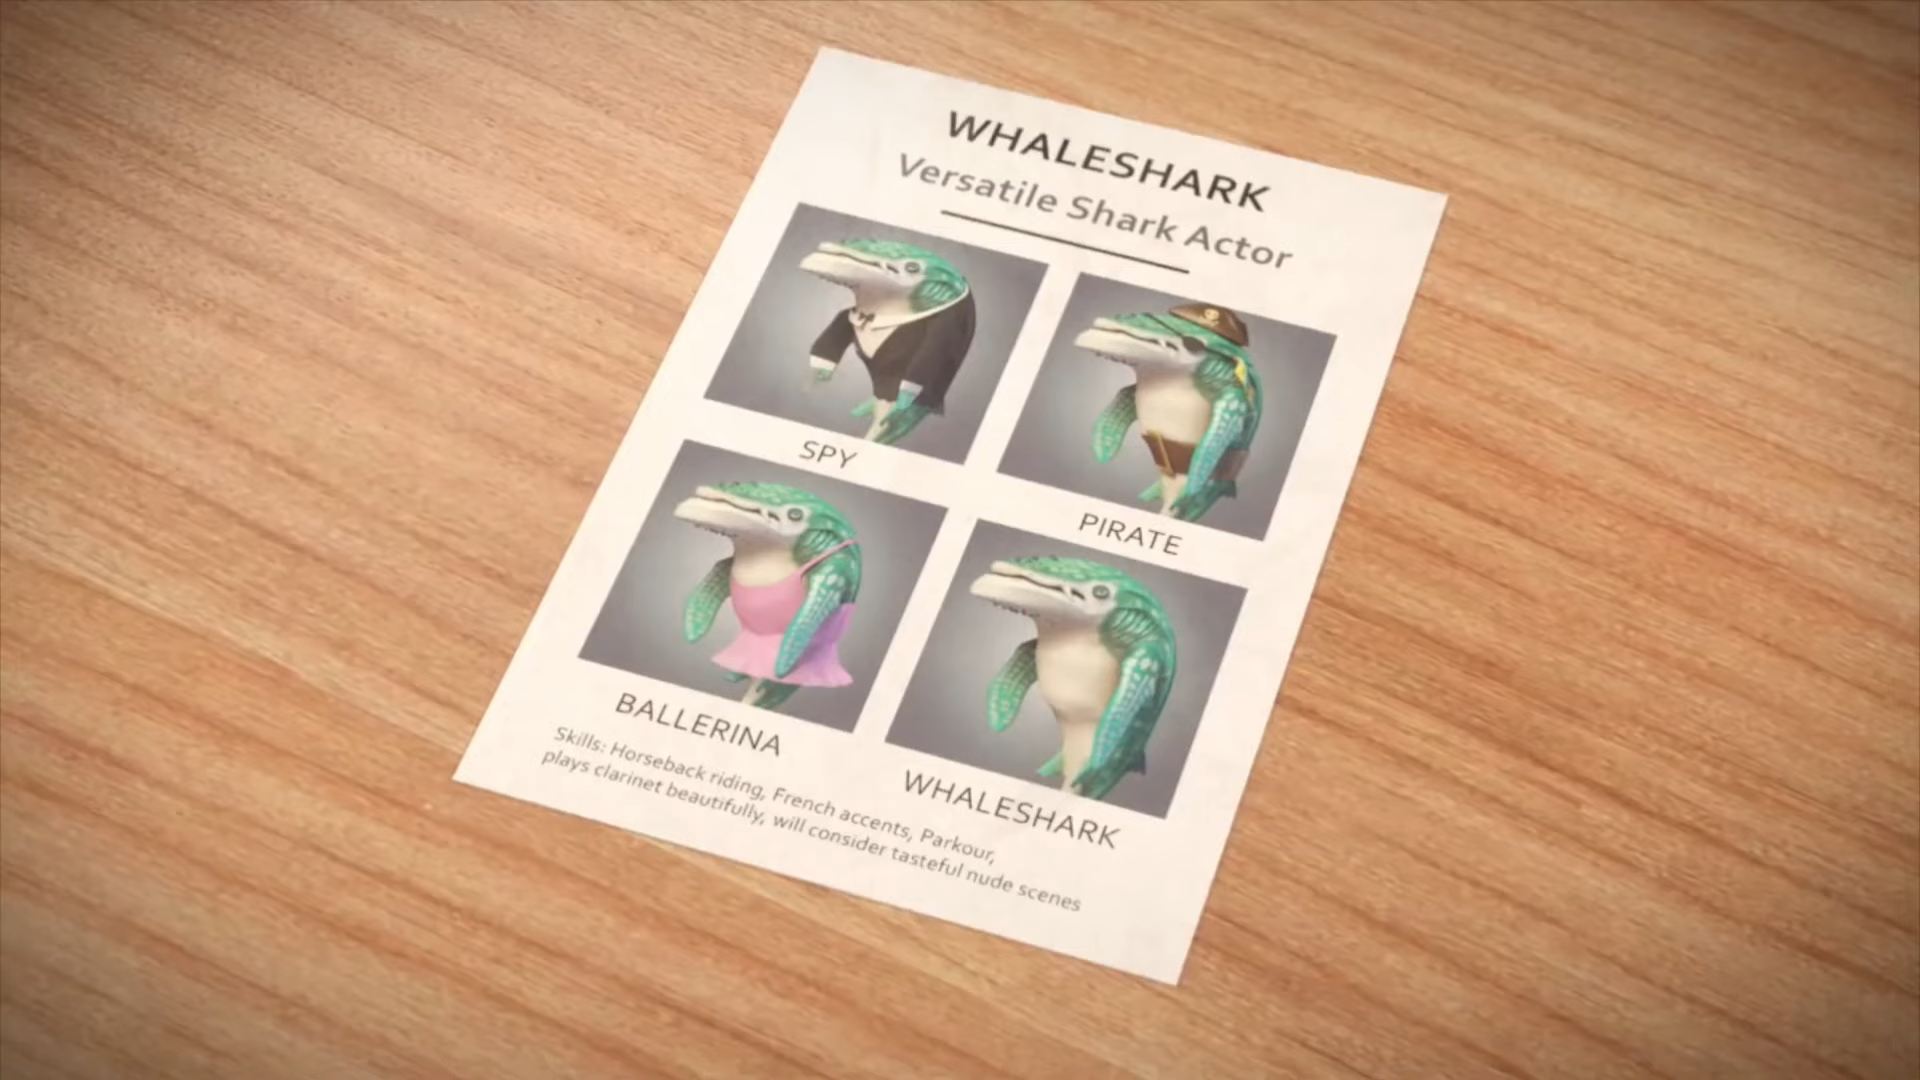 WHALESHARK
Versatile Shark Actor
SPY
PIRATE
BALLERINA
WHALESHARK
Skills: Horseback riding, French accents, Parkour,
plays clarinet beautifully, will consider tasteful nude scenes